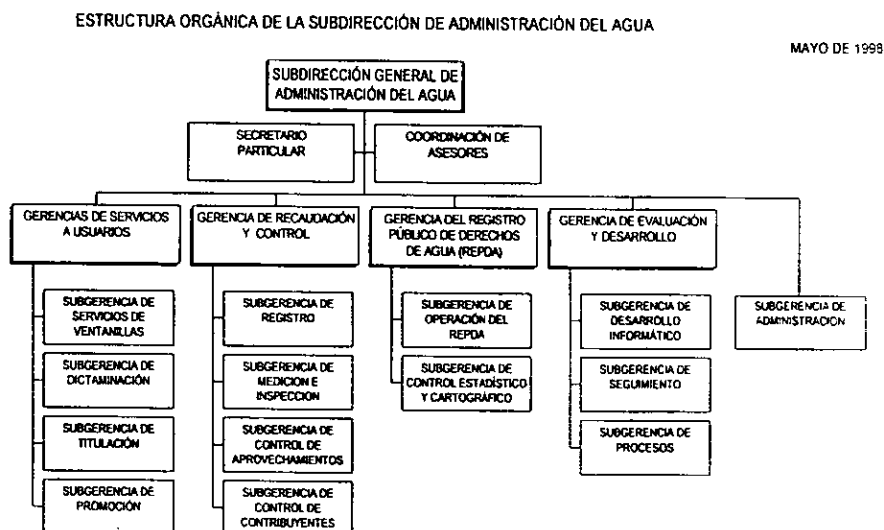 ESTRUCTURA ORGÁNICA DE LA SUBDIRECCIÓN DE ADMINISTRACIÓN DEL AGUA
MAYO DE 1998
SUBDIRECCIÓN GENERAL DE
ADMINISTRACIÓN DEL AGUA
SECRETARIO
PARTICULAR
COORDINACIÓN DE
ASESORES
GERENCIAS DE SERVICIOS
A USUARIOS
GERENCIA DE RECAUDACIÓN
Y CONTROL
GERENCIA DEL REGISTRO
PÚBLICO DE DERECHOS
DE AGUA (REPDA)
GERENCIA DE EVALUACIÓN
Y DESARROLLO
SUBGERENCIA DE
SERVICIOS DE
VENTANILLAS
SUBGERENCIA DE
DICTAMINACIÓN
SUBGERENCIA DE
TITULACIÓN
SUBGERENCIA DE
PROMOCIÓN
SUBGERENCIA DE
REGISTRO
SUBGERENCIA DE
MEDICION E
INSPECCION
SUBGERENCIA DE
CONTROL DE
APROVECHAMIENTOS
SUBGERENCIA DE
CONTROL DE
CONTRIBUYENTES
SUBGERENCIA DE
OPERACIÓN DEL
REPDA
SUBGERENCIA DE
CONTROL ESTADÍSTICO
Y CARTOGRÁFICO
SUBGERENCIA DE
DESARROLLO
INFORMÁTICO
SUBGERENCIA DE
SEGUIMIENTO
SUBGERENCIA DE
PROCESOS
SUBGERENCIA DE
ADMINISTRACION